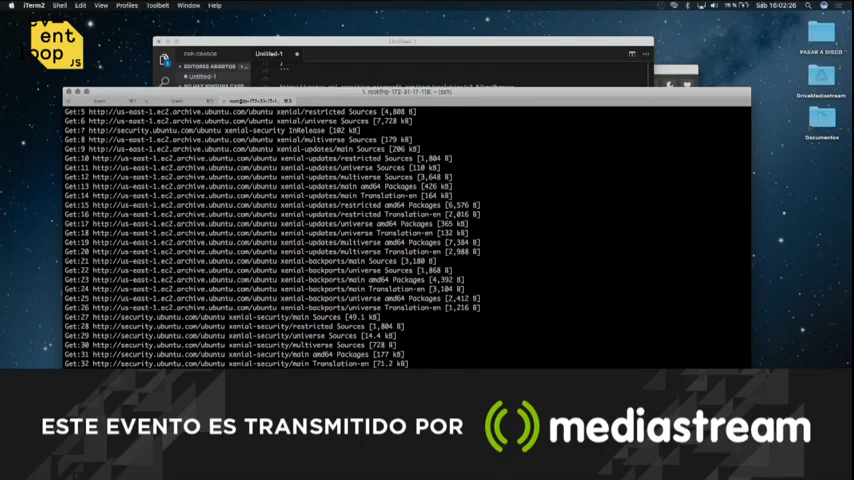 iTerm2 Shell Edit View Profiles Toolbelt Window Help
78 % Sáb 16:02:26
event
loop
JS
PASAR A DISCO
DriveMediastream
Documentos
Untitled-1
EXPLORADOR
Untitled-1
EDITORES ABIERTOS
Untitled-1
Get:5 http://us-east-1.ec2.archive.ubuntu.com/ubuntu xenial/restricted Sources [4,808 B]
Get:6 http://us-east-1.ec2.archive.ubuntu.com/ubuntu xenial/universe Sources [7,728 kB]
Get:7 http://security.ubuntu.com/ubuntu xenial-security InRelease [102 kB]
Get:8 http://us-east-1.ec2.archive.ubuntu.com/ubuntu xenial/multiverse Sources [179 kB]
Get:9 http://us-east-1.ec2.archive.ubuntu.com/ubuntu xenial-updates/main Sources [206 kB]
Get:10 http://us-east-1.ec2.archive.ubuntu.com/ubuntu xenial-updates/restricted Sources [1,804 B]
Get:11 http://us-east-1.ec2.archive.ubuntu.com/ubuntu xenial-updates/universe Sources [110 kB]
Get:12 http://us-east-1.ec2.archive.ubuntu.com/ubuntu xenial-updates/multiverse Sources [3,648 B]
Get:13 http://us-east-1.ec2.archive.ubuntu.com/ubuntu xenial-updates/main amd64 Packages [426 kB]
Get:14 http://us-east-1.ec2.archive.ubuntu.com/ubuntu xenial-updates/main Translation-en [164 kB]
Get:15 http://us-east-1.ec2.archive.ubuntu.com/ubuntu xenial-updates/restricted amd64 Packages [6,576 B]
Get:16 http://us-east-1.ec2.archive.ubuntu.com/ubuntu xenial-updates/restricted Translation-en [2,016 B]
Get:17 http://us-east-1.ec2.archive.ubuntu.com/ubuntu xenial-updates/universe amd64 Packages [365 kB]
Get:18 http://us-east-1.ec2.archive.ubuntu.com/ubuntu xenial-updates/universe Translation-en [132 kB]
Get:19 http://us-east-1.ec2.archive.ubuntu.com/ubuntu xenial-updates/multiverse amd64 Packages [7,384 B]
Get:20 http://us-east-1.ec2.archive.ubuntu.com/ubuntu xenial-updates/multiverse Translation-en [2,988 B]
Get:21 http://us-east-1.ec2.archive.ubuntu.com/ubuntu xenial-backports/main Sources [3,180 B]
Get:22 http://us-east-1.ec2.archive.ubuntu.com/ubuntu xenial-backports/universe Sources [1,868 B]
Get:23 http://us-east-1.ec2.archive.ubuntu.com/ubuntu xenial-backports/main amd64 Packages [4,392 B]
Get:24 http://us-east-1.ec2.archive.ubuntu.com/ubuntu xenial-backports/main Translation-en [3,104 B]
Get:25 http://us-east-1.ec2.archive.ubuntu.com/ubuntu xenial-backports/universe amd64 Packages [2,412 B]
Get:26 http://us-east-1.ec2.archive.ubuntu.com/ubuntu xenial-backports/universe Translation-en [1,216 B]
Get:27 http://security.ubuntu.com/ubuntu xenial-security/main Sources [49.1 kB]
Get:28 http://security.ubuntu.com/ubuntu xenial-security/restricted Sources [1,804 B]
Get:29 http://security.ubuntu.com/ubuntu xenial-security/universe Sources [14.4 kB]
Get:30 http://security.ubuntu.com/ubuntu xenial-security/multiverse Sources [728 B]
Get:31 http://security.ubuntu.com/ubuntu xenial-security/main amd64 Packages [177 kB]
Get:32 http://security.ubuntu.com/ubuntu xenial-security/main Translation-en [71.2 kB]
ESTE EVENTO ES TRANSMITIDO POR
mediastream